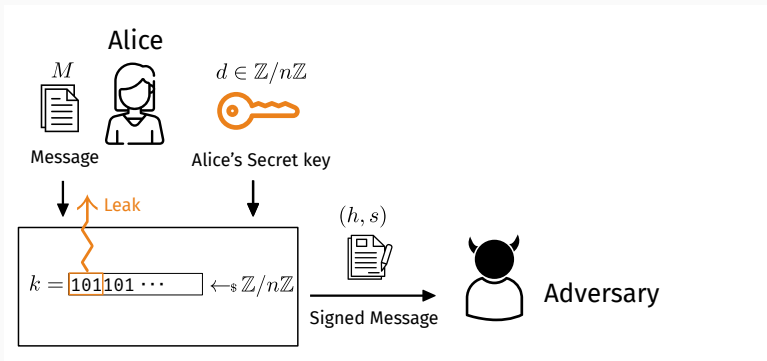 Alice
M
d ∈ ℤ/nℤ
Message
Alice's Secret key
Leak
(h, s)
k = 101101 ··· ←$ ℤ/nℤ
Signed Message
Adversary